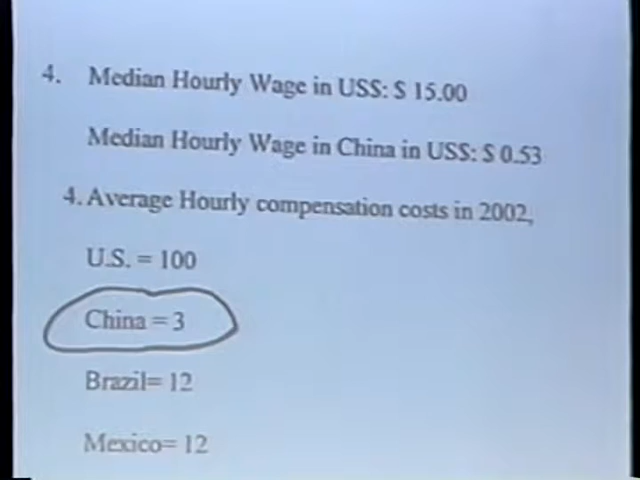 4. Median Hourly Wage in US$: $ 15.00
Median Hourly Wage in China in US$: $ 0.53
4. Average Hourly compensation costs in 2002,
U.S. = 100
China = 3
Brazil= 12
Mexico= 12